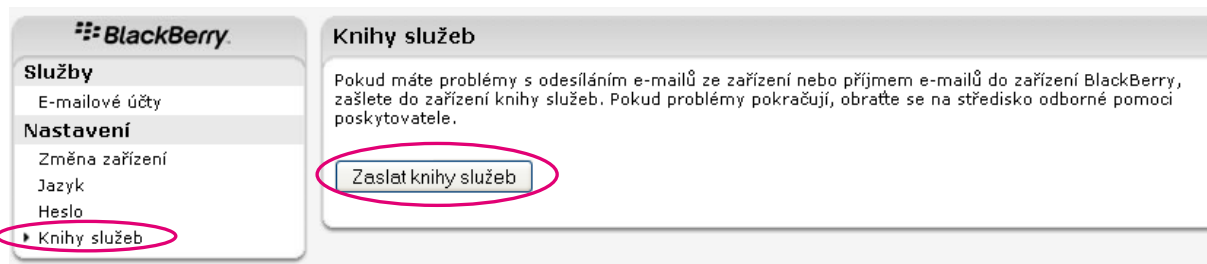 BlackBerry.
Služby
E-mailové účty
Nastavení
Změna zařízení
Jazyk
Heslo
Knihy služeb
Knihy služeb
Pokud máte problémy s odesíláním e-mailů ze zařízení nebo příjmem e-mailů do zařízení BlackBerry,
zašlete do zařízení knihy služeb. Pokud problémy pokračují, obraťte se na středisko odborné pomoci
poskytovatele.
Zaslat knihy služeb